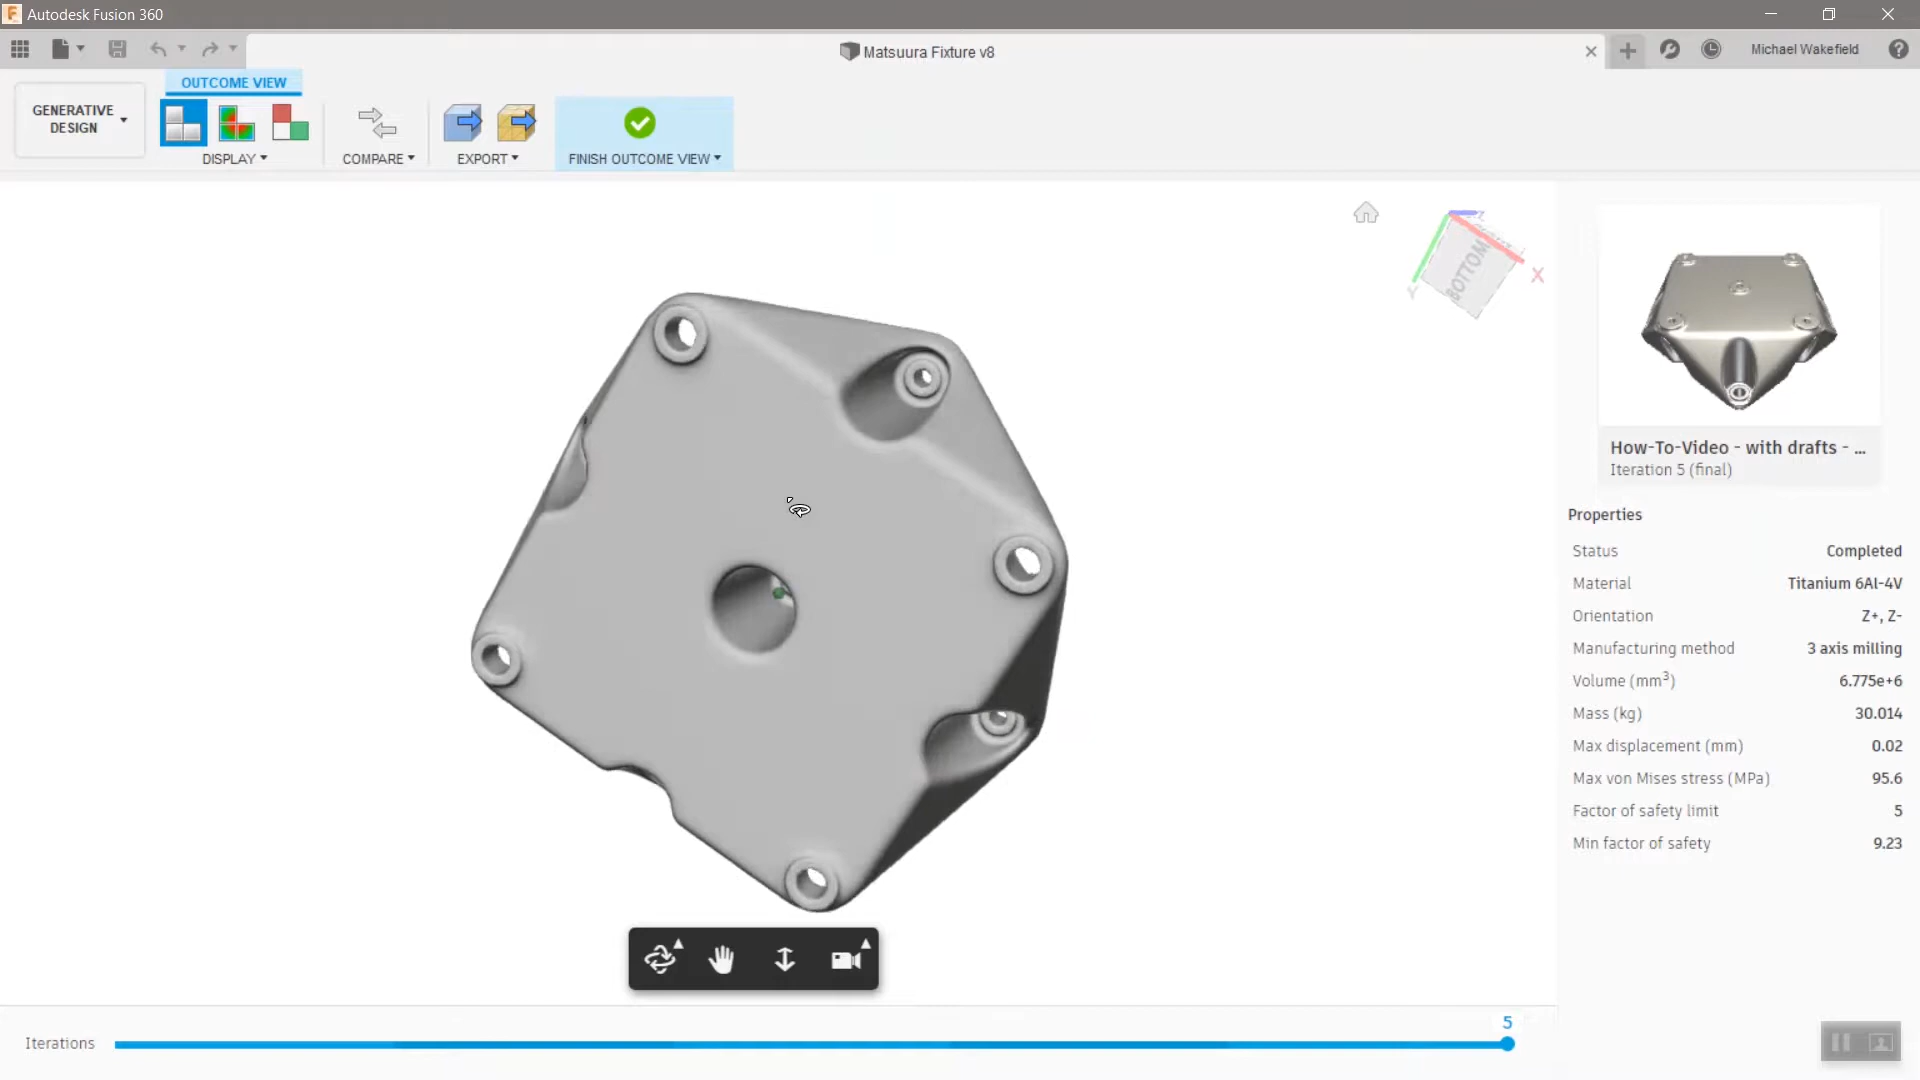 Autodesk Fusion 360
Matsuura Fixture v8
Michael Wakefield
OUTCOME VIEW
GENERATIVE
DESIGN
DISPLAY
COMPARE
EXPORT
FINISH OUTCOME VIEW
BOTTOM
Z
X
Y
How-To-Video - with drafts - ...
Iteration 5 (final)
Properties
Status Completed
Material Titanium 6Al-4V
Orientation Z+, Z-
Manufacturing method 3 axis milling
Volume (mm³) 6.775e+6
Mass (kg) 30.014
Max displacement (mm) 0.02
Max von Mises stress (MPa) 95.6
Factor of safety limit 5
Min factor of safety 9.23
5
Iterations